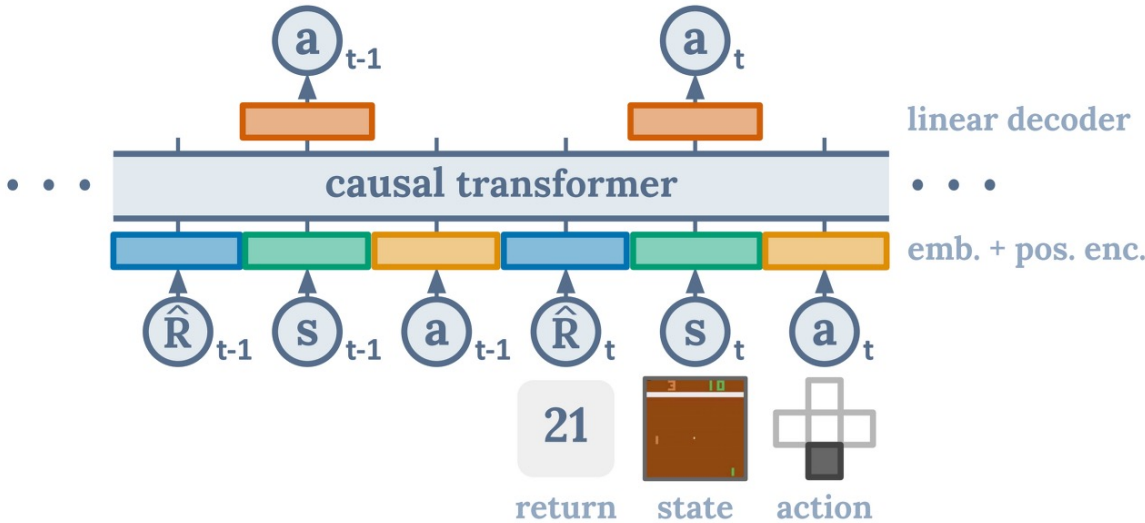 a t-1 a t
linear decoder
. . . causal transformer . . .
emb. + pos. enc.
R̂ t-1 s t-1 a t-1 R̂ t s t a t
21 3 10
return state action